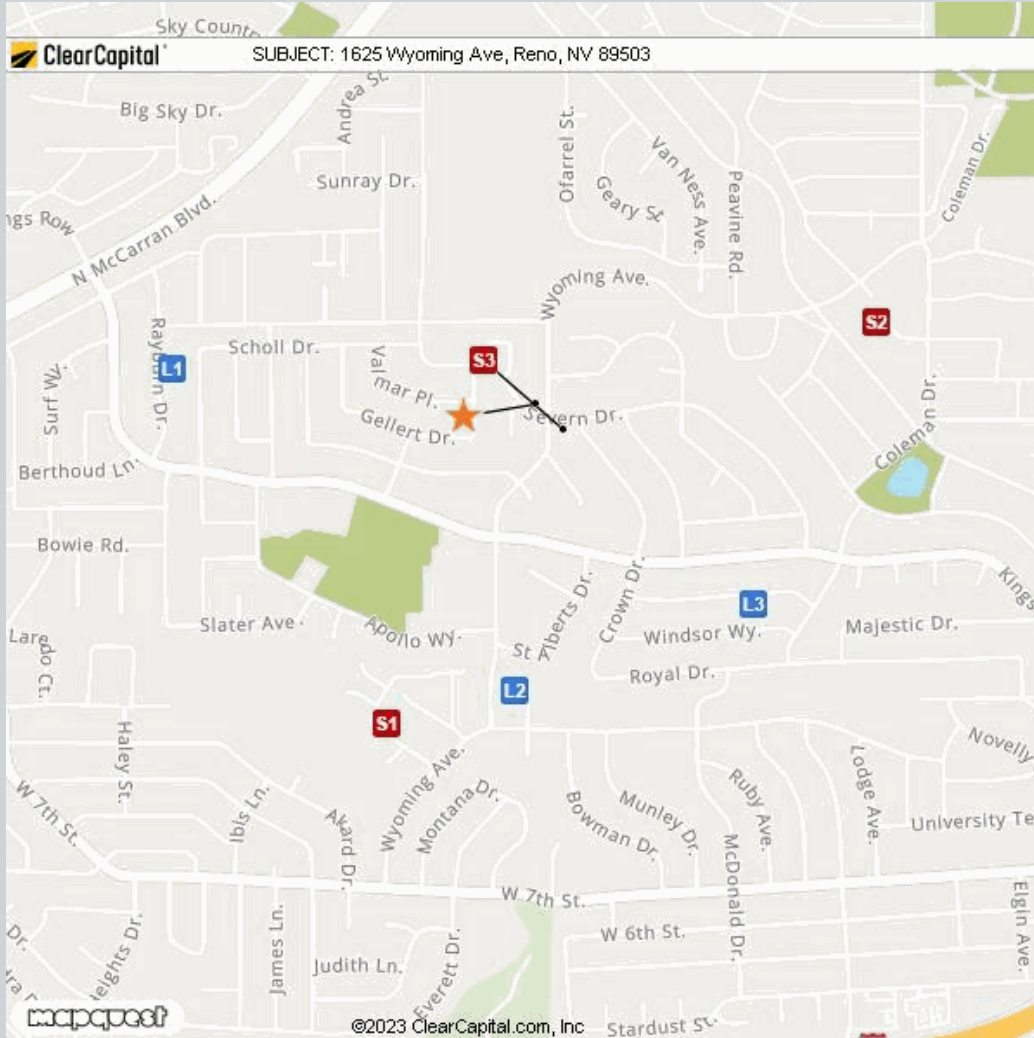 Sky Country
ClearCapital
SUBJECT: 1625 Wyoming Ave, Reno, NV 89503
Big Sky Dr.
Andrea St.
Ofarrel St.
Van Ness Ave.
Coleman Dr.
Sunray Dr.
Geary St
Peavine Rd.
ngs Row
N McCarran Blvd.
Wyoming Ave.
S2
Rayburn Dr.
Scholl Dr.
Valmar Pl.
S3
L1
Surf Wy.
Gellert Dr.
Severn Dr.
Coleman Dr.
Berthoud Ln.
Bowie Rd.
Kings
L3
Slater Ave.
Apollo Wy.
St Alberts Dr.
Crown Dr.
Windsor Wy.
Majestic Dr.
Laredo Ct.
Royal Dr.
L2
S1
Haley St.
Novelly
W 7th St.
Ibis Ln.
Akard Dr.
Wyoming Ave.
Montana Dr.
Bowman Dr.
Munley Dr.
Ruby Ave.
McDonald Dr.
Lodge Ave.
University Te
W 7th St.
Elgin Ave.
Dr.
Heights Dr.
James Ln.
Judith Ln.
Everett Dr.
W 6th St.
mapquest
©2023 ClearCapital.com, Inc
Stardust St.